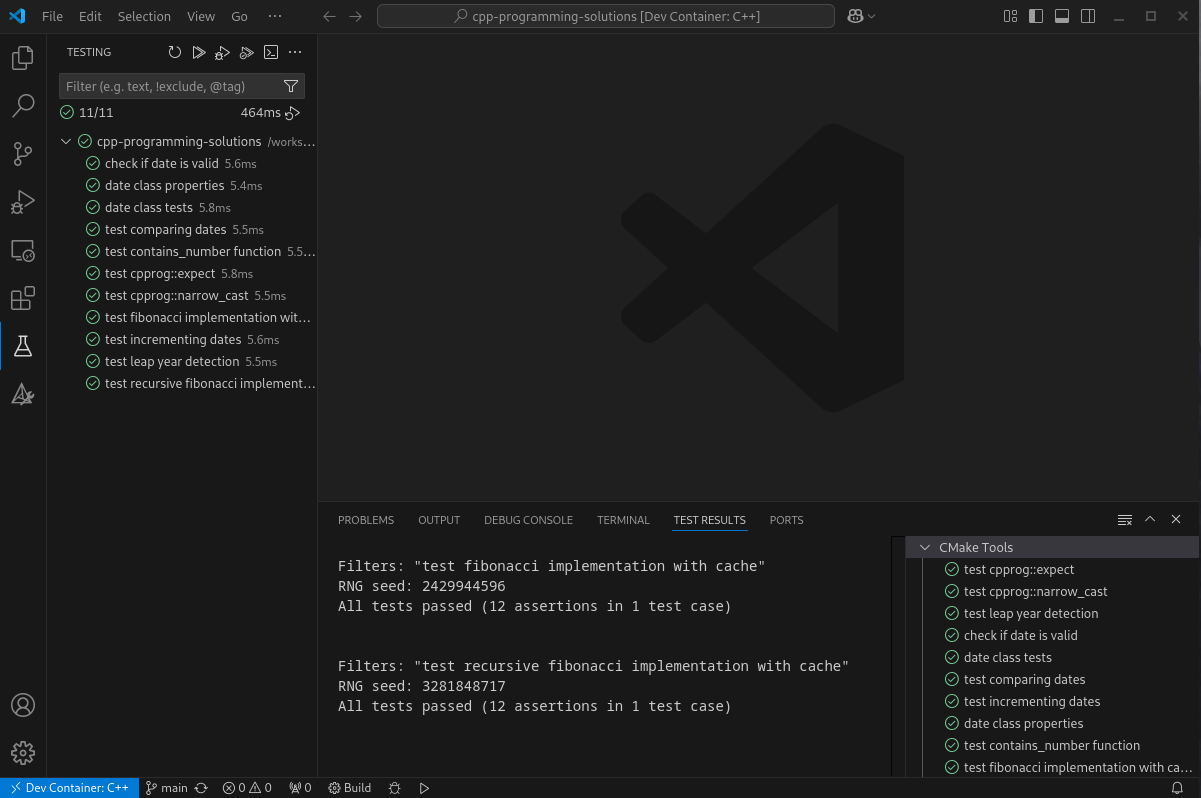 File Edit Selection View Go ···
cpp-programming-solutions [Dev Container: C++]
TESTING
Filter (e.g. text, !exclude, @tag)
11/11 464ms
cpp-programming-solutions /works...
check if date is valid 5.6ms
date class properties 5.4ms
date class tests 5.8ms
test comparing dates 5.5ms
test contains_number function 5.5...
test cpprog::expect 5.8ms
test cpprog::narrow_cast 5.5ms
test fibonacci implementation wit...
test incrementing dates 5.6ms
test leap year detection 5.5ms
test recursive fibonacci implement...
PROBLEMS OUTPUT DEBUG CONSOLE TERMINAL TEST RESULTS PORTS
Filters: "test fibonacci implementation with cache"
RNG seed: 2429944596
All tests passed (12 assertions in 1 test case)
Filters: "test recursive fibonacci implementation with cache"
RNG seed: 3281848717
All tests passed (12 assertions in 1 test case)
CMake Tools
test cpprog::expect
test cpprog::narrow_cast
test leap year detection
check if date is valid
date class tests
test comparing dates
test incrementing dates
date class properties
test contains_number function
test fibonacci implementation with ca...
Dev Container: C++ main 0 0 0 Build